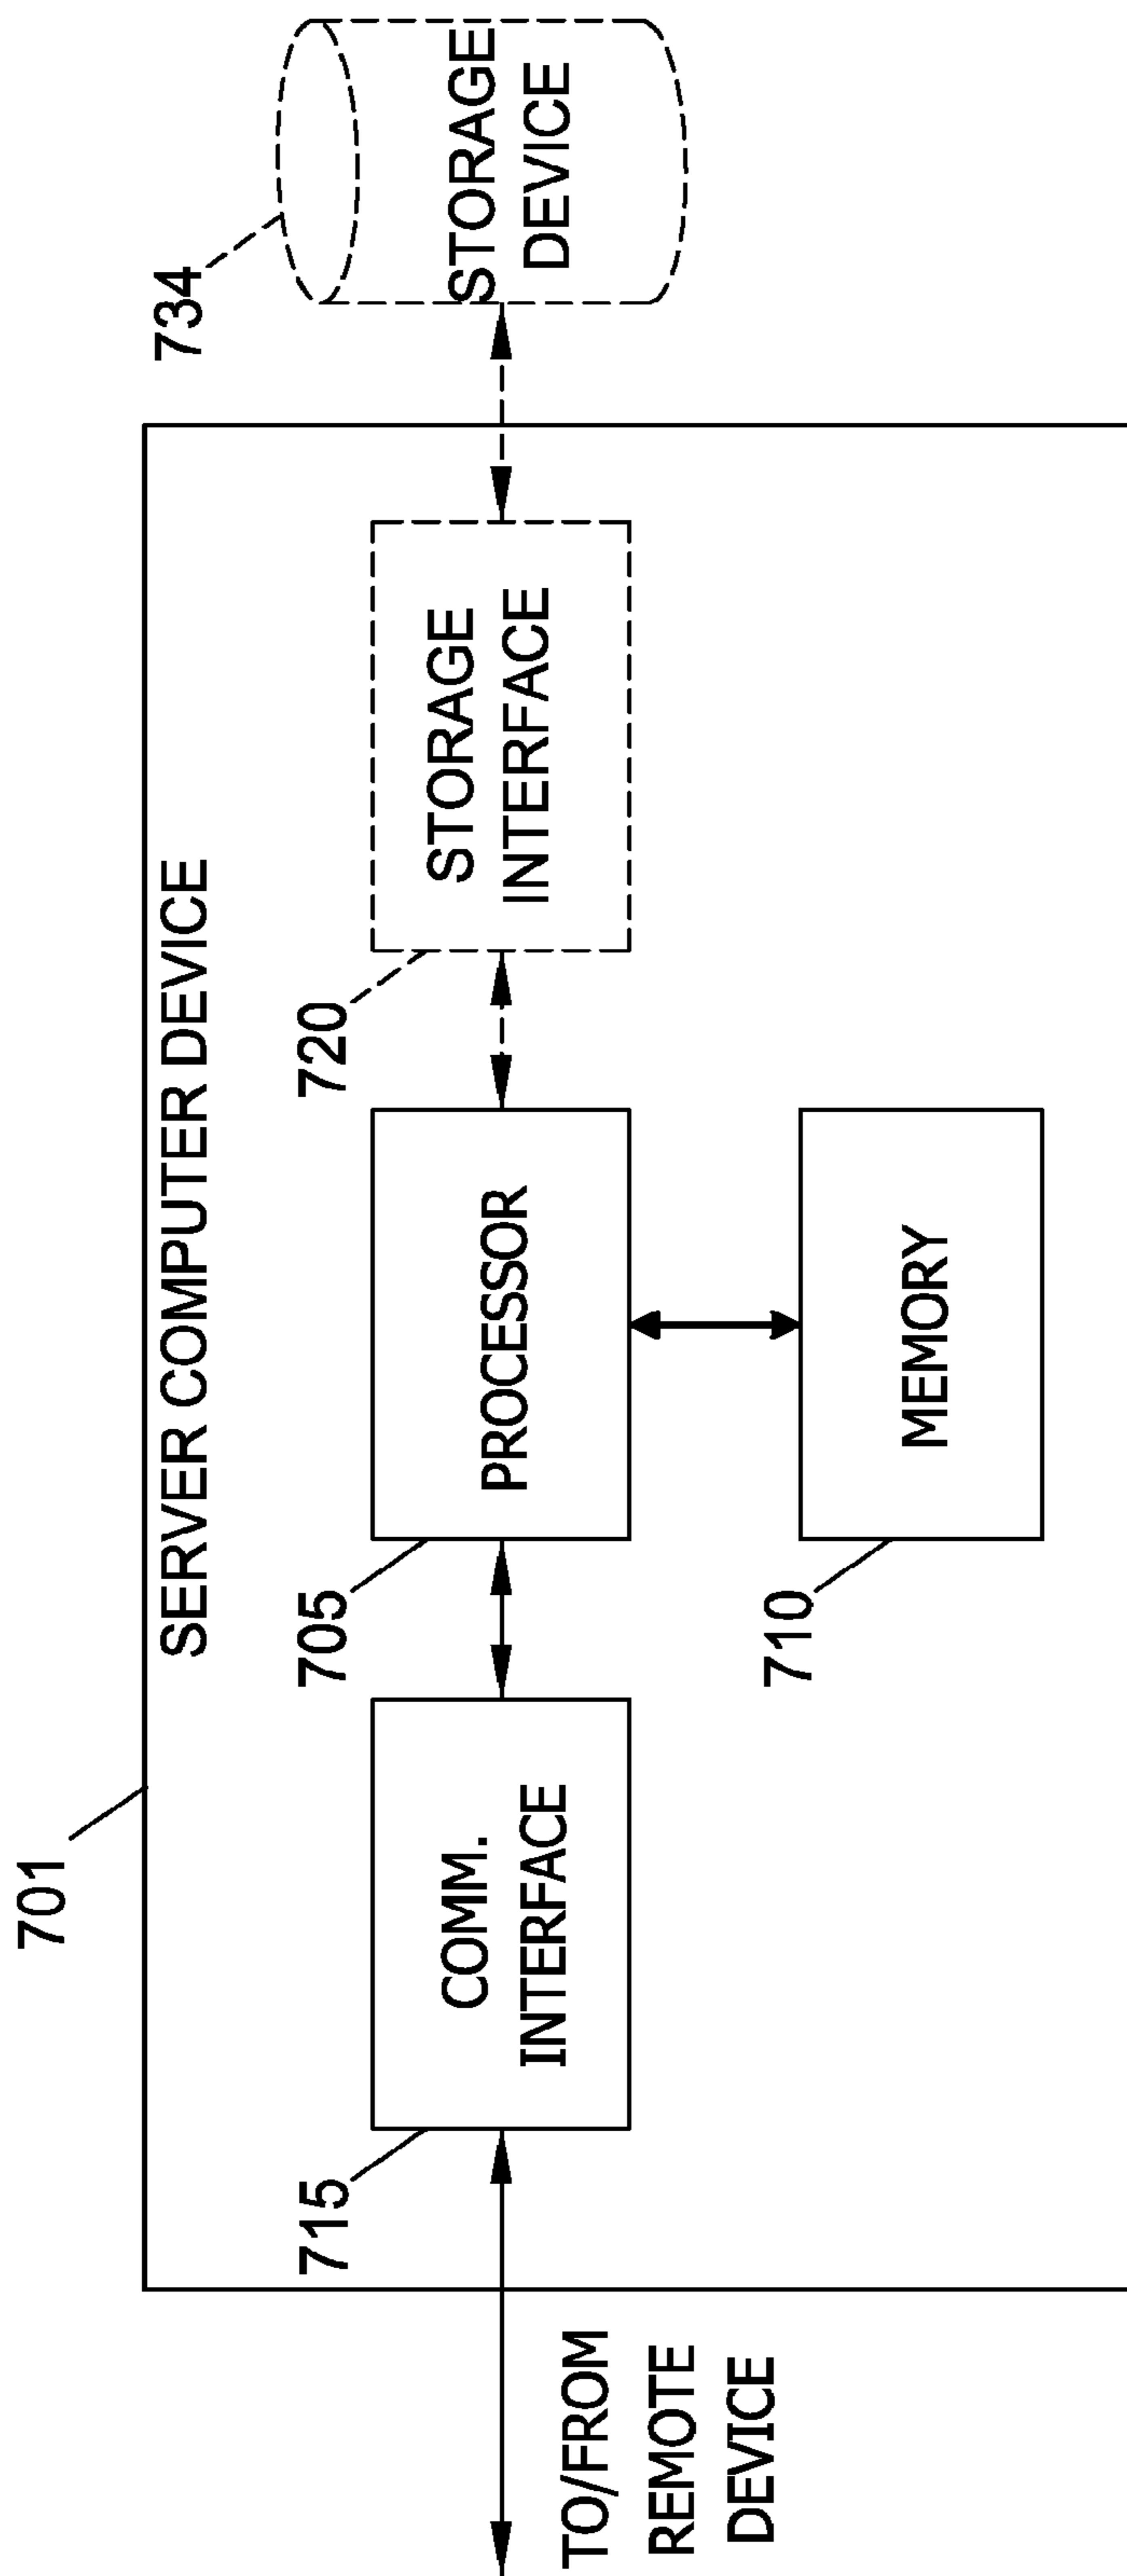 701
SERVER COMPUTER DEVICE
715
COMM.
INTERFACE
705
PROCESSOR
720
STORAGE
INTERFACE
734
STORAGE
DEVICE
710
MEMORY
TO/FROM
REMOTE
DEVICE